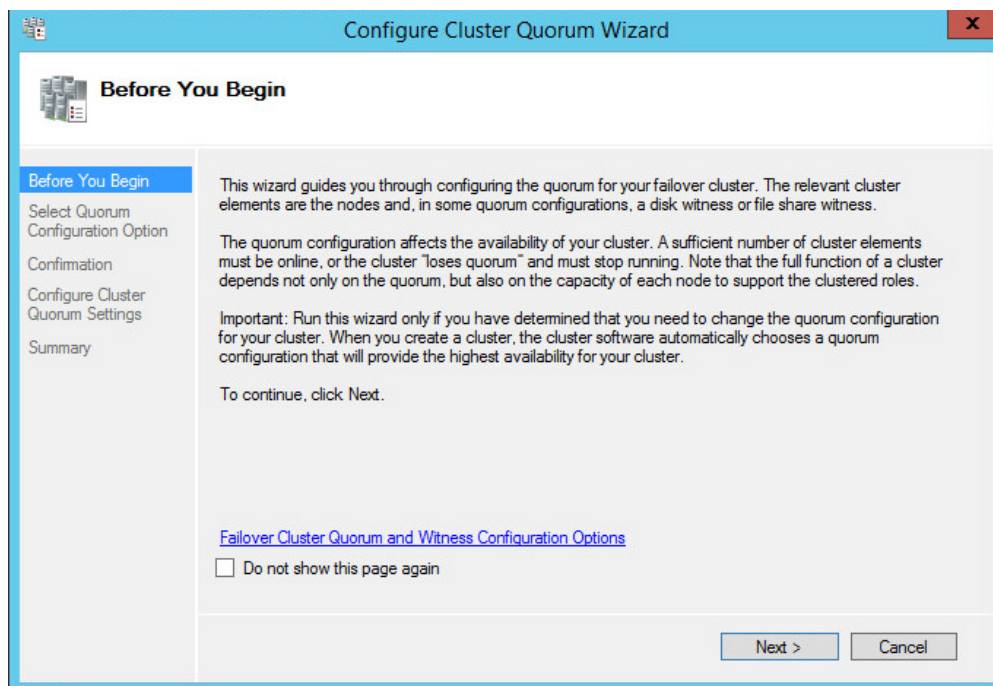 Configure Cluster Quorum Wizard
x
Before You Begin
Before You Begin
Select Quorum
Configuration Option
Confirmation
Configure Cluster
Quorum Settings
Summary
This wizard guides you through configuring the quorum for your failover cluster. The relevant cluster
elements are the nodes and, in some quorum configurations, a disk witness or file share witness.
The quorum configuration affects the availability of your cluster. A sufficient number of cluster elements
must be online, or the cluster "loses quorum" and must stop running. Note that the full function of a cluster
depends not only on the quorum, but also on the capacity of each node to support the clustered roles.
Important: Run this wizard only if you have determined that you need to change the quorum configuration
for your cluster. When you create a cluster, the cluster software automatically chooses a quorum
configuration that will provide the highest availability for your cluster.
To continue, click Next.
Failover Cluster Quorum and Witness Configuration Options
Do not show this page again
Next >
Cancel